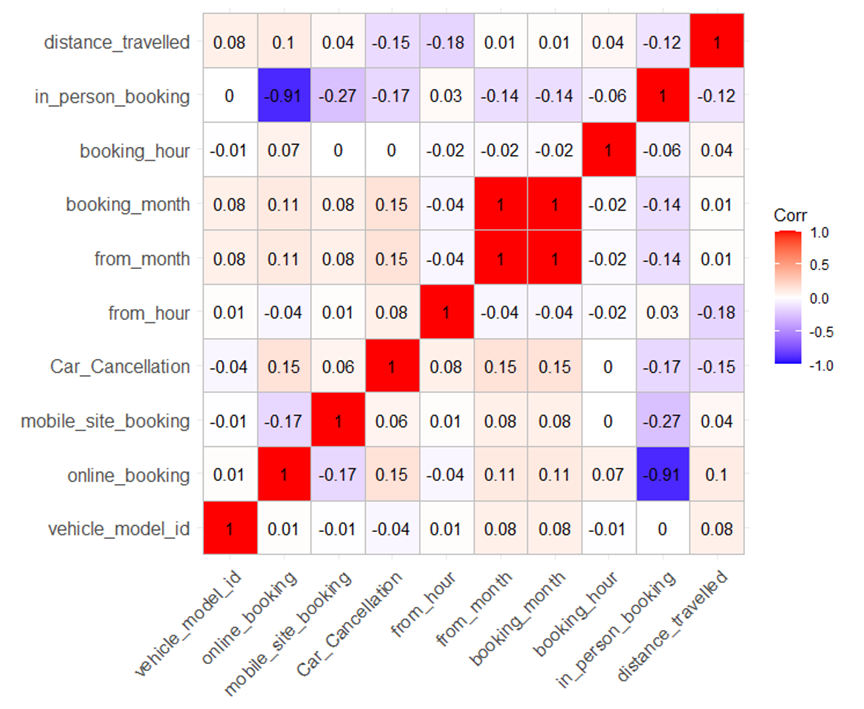 distance_travelled 0.08 0.1 0.04 -0.15 -0.18 0.01 0.01 0.04 -0.12 1
in_person_booking 0 -0.91 -0.27 -0.17 0.03 -0.14 -0.14 -0.06 1 -0.12
booking_hour -0.01 0.07 0 0 -0.02 -0.02 -0.02 1 -0.06 0.04
booking_month 0.08 0.11 0.08 0.15 -0.04 1 1 -0.02 -0.14 0.01
from_month 0.08 0.11 0.08 0.15 -0.04 1 1 -0.02 -0.14 0.01
from_hour 0.01 -0.04 0.01 0.08 1 -0.04 -0.04 -0.02 0.03 -0.18
Car_Cancellation -0.04 0.15 0.06 1 0.08 0.15 0.15 0 -0.17 -0.15
mobile_site_booking -0.01 -0.17 1 0.06 0.01 0.08 0.08 0 -0.27 0.04
online_booking 0.01 1 -0.17 0.15 -0.04 0.11 0.11 0.07 -0.91 0.1
vehicle_model_id 1 0.01 -0.01 -0.04 0.01 0.08 0.08 -0.01 0 0.08
vehicle_model_id
online_booking
mobile_site_booking
Car_Cancellation
from_hour
from_month
booking_month
booking_hour
in_person_booking
distance_travelled
Corr
1.0
0.5
0.0
-0.5
-1.0